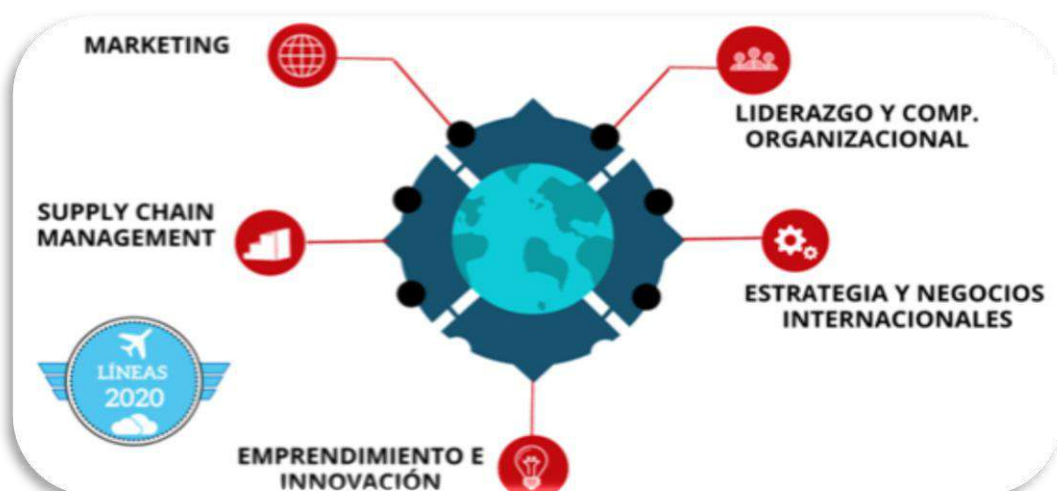 MARKETING
LIDERAZGO Y COMP.
ORGANIZACIONAL
SUPPLY CHAIN
MANAGEMENT
ESTRATEGIA Y NEGOCIOS
INTERNACIONALES
LÍNEAS
2020
EMPRENDIMIENTO E
INNOVACIÓN